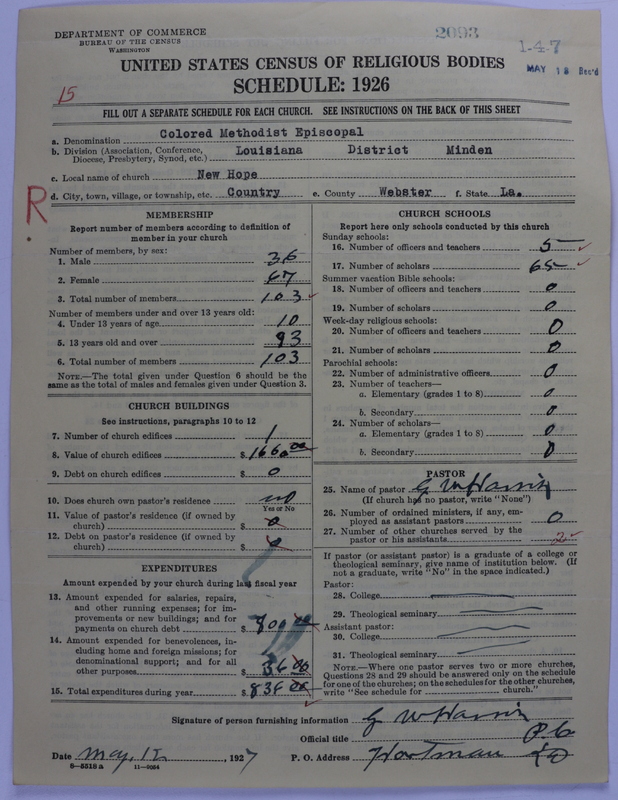 DEPARTMENT OF COMMERCE
BUREAU OF THE CENSUS
WASHINGTON
2093
1-4-7
MAY 18 Rec'd
UNITED STATES CENSUS OF RELIGIOUS BODIES
SCHEDULE: 1926
15
FILL OUT A SEPARATE SCHEDULE FOR EACH CHURCH. SEE INSTRUCTIONS ON THE BACK OF THIS SHEET
a. Denomination Colored Methodist Episcopal
b. Division (Association, Conference, Diocese, Presbytery, Synod, etc.) Louisiana District Minden
c. Local name of church New Hope
d. City, town, village, or township, etc. Country e. County Webster f. State La.
R
MEMBERSHIP
Report number of members according to definition of
member in your church
Number of members, by sex:
1. Male 36
2. Female 67
3. Total number of members 103
Number of members under and over 13 years old:
4. Under 13 years of age 10
5. 13 years old and over 93
6. Total number of members 103
NOTE.—The total given under Question 6 should be
same as the total of males and females given under Question 3.
CHURCH BUILDINGS
See instructions, paragraphs 10 to 12
7. Number of church edifices 1
8. Value of church edifices $1660.00
9. Debt on church edifices $0
10. Does church own pastor's residence no
Yes or No
11. Value of pastor's residence (if owned by
church) $0
12. Debt on pastor's residence (if owned by
church) $0
EXPENDITURES
Amount expended by your church during last fiscal year
13. Amount expended for salaries, repairs,
and other running expenses; for im-
provements or new buildings; and for
payments on church debt $800.00
14. Amount expended for benevolences, in-
cluding home and foreign missions; for
denominational support; and for all
other purposes $36.00
15. Total expenditures during year $836.00
CHURCH SCHOOLS
Report here only schools conducted by this church
Sunday schools:
16. Number of officers and teachers 5
17. Number of scholars 65
Summer vacation Bible schools:
18. Number of officers and teachers 0
19. Number of scholars 0
Week-day religious schools:
20. Number of officers and teachers 0
21. Number of scholars 0
Parochial schools:
22. Number of administrative officers 0
23. Number of teachers—
a. Elementary (grades 1 to 8) 0
b. Secondary 0
24. Number of scholars—
a. Elementary (grades 1 to 8) 0
b. Secondary 0
PASTOR
25. Name of pastor G W Harris
(If church has no pastor, write "None")
26. Number of ordained ministers, if any, em-
ployed as assistant pastors 0
27. Number of other churches served by the
pastor or his assistants 2
If pastor (or assistant pastor) is a graduate of a college or
theological seminary, give name of institution below. (If
not a graduate, write "No" in the space indicated.)
Pastor:
28. College
29. Theological seminary
Assistant pastor:
30. College
31. Theological seminary
NOTE.—Where one pastor serves two or more churches,
Questions 28 and 29 should be answered only on the schedule
for one of the churches; on the schedules for the other churches,
write "See schedule for church."
Signature of person furnishing information G W Harris
Official title P.C
Date May, 12, 1927 P. O. Address
8—5518 a 11—9034